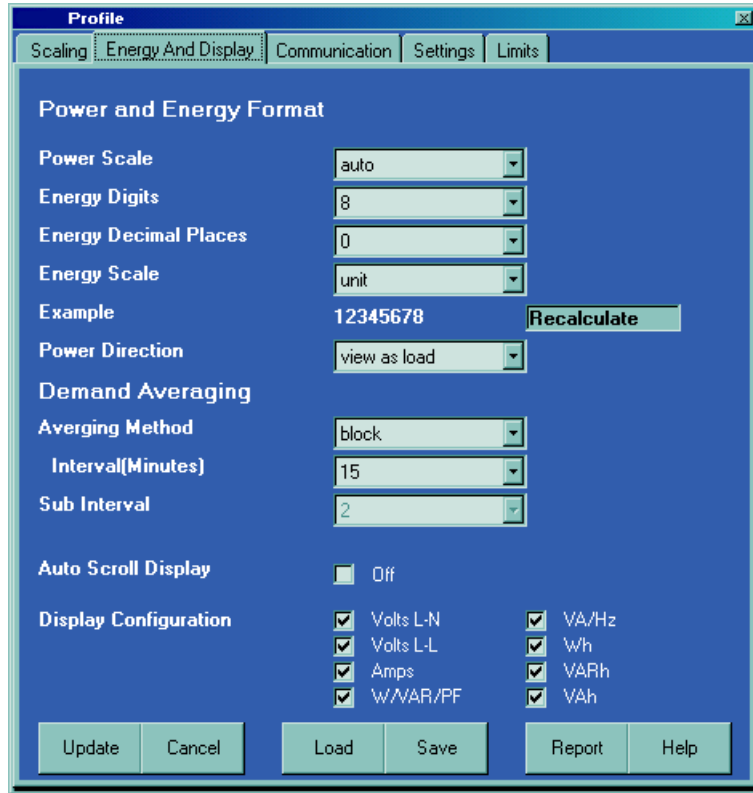 Profile
Scaling Energy And Display Communication Settings Limits
Power and Energy Format
Power Scale auto
Energy Digits 8
Energy Decimal Places 0
Energy Scale unit
Example 12345678 Recalculate
Power Direction view as load
Demand Averaging
Averging Method block
Interval(Minutes) 15
Sub Interval 2
Auto Scroll Display Off
Display Configuration Volts L-N VA/Hz
Volts L-L Wh
Amps VARh
W/VAR/PF VAh
Update Cancel Load Save Report Help